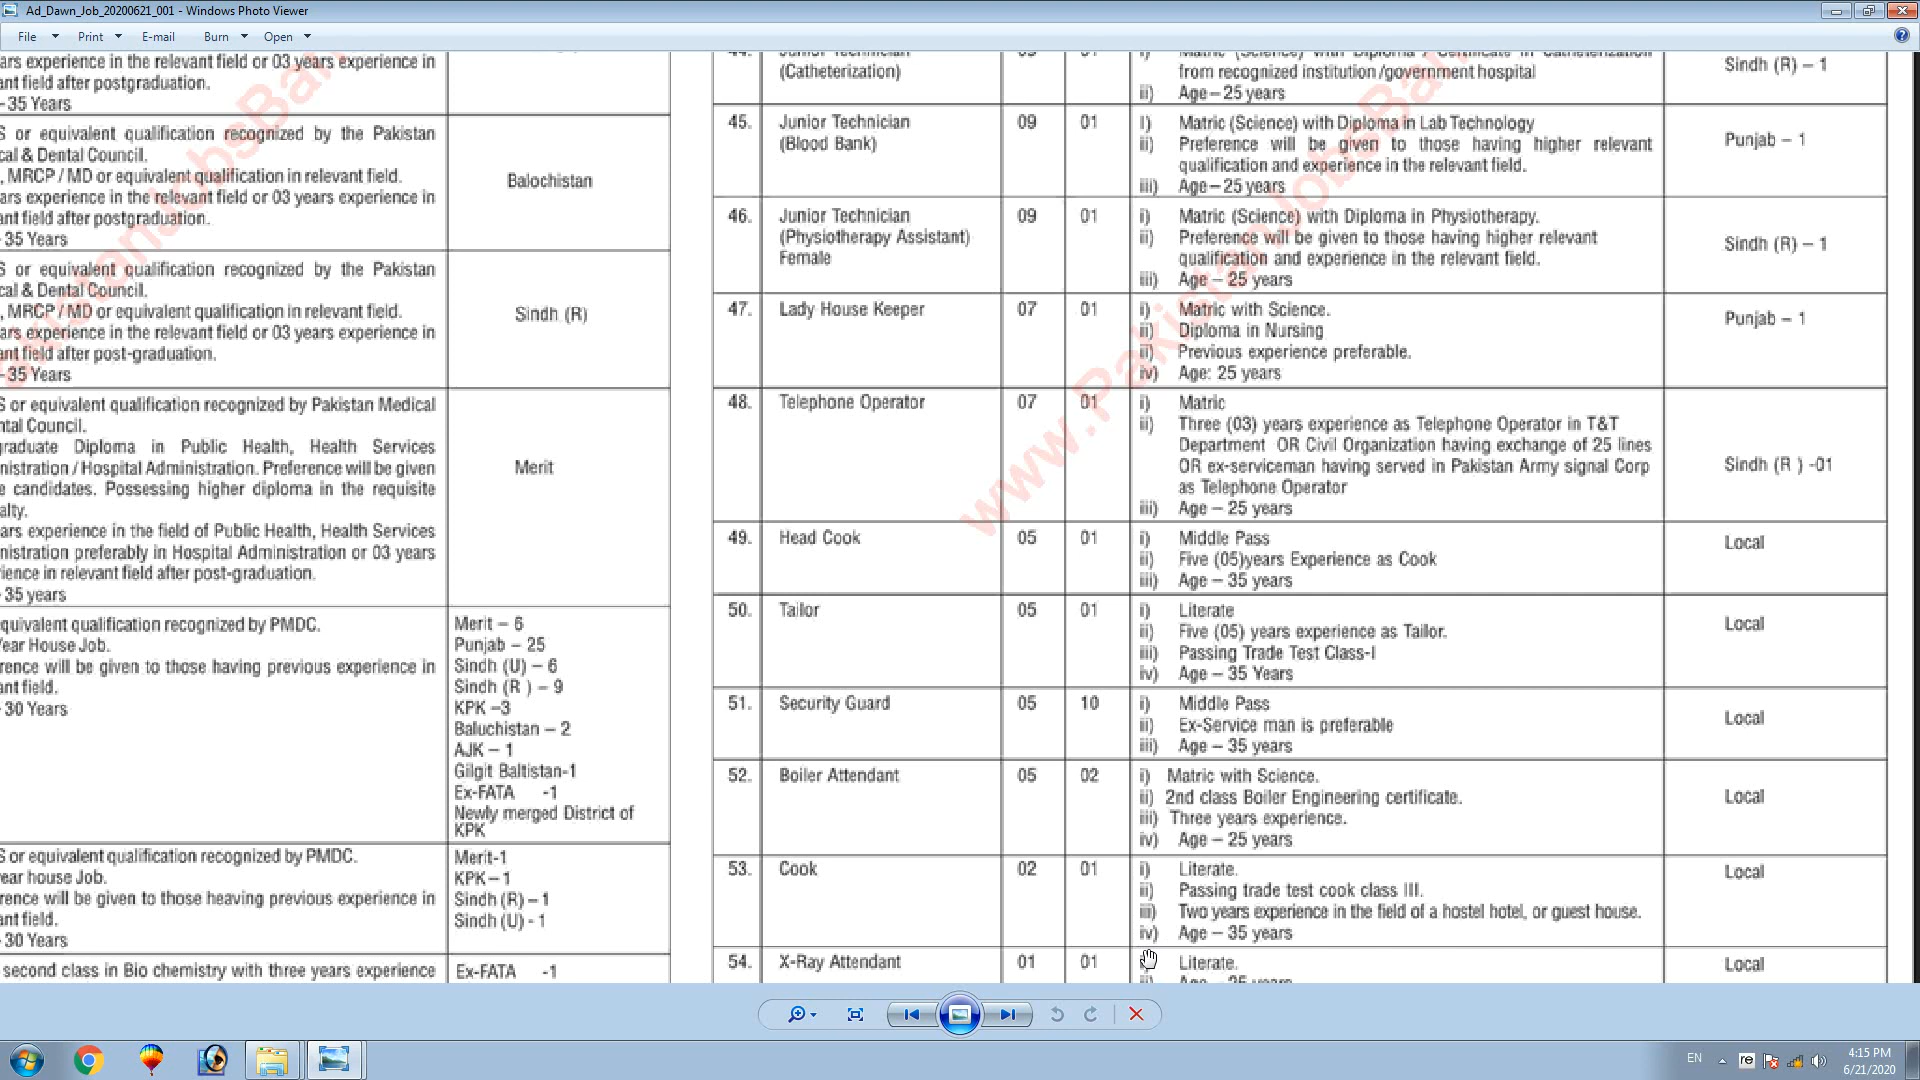 Ad_Dawn_Job_20200621_001 - Windows Photo Viewer
File Print E-mail Burn Open
ars experience in the relevant field or 03 years experience in
ant field after postgraduation.
– 35 Years
S or equivalent qualification recognized by the Pakistan
cal & Dental Council.
, MRCP / MD or equivalent qualification in relevant field.
ars experience in the relevant field or 03 years experience in
ant field after postgraduation.
- 35 Years
Balochistan
S or equivalent qualification recognized by the Pakistan
cal & Dental Council.
, MRCP / MD or equivalent qualification in relevant field.
ars experience in the relevant field or 03 years experience in
ant field after post-graduation.
– 35 Years
Sindh (R)
S or equivalent qualification recognized by Pakistan Medical
ntal Council.
graduate Diploma in Public Health, Health Services
inistration / Hospital Administration. Preference will be given
e candidates. Possessing higher diploma in the requisite
alty.
ars experience in the field of Public Health, Health Services
inistration preferably in Hospital Administration or 03 years
ience in relevant field after post-graduation.
- 35 years
Merit
equivalent qualification recognized by PMDC.
Year House Job.
rence will be given to those having previous experience in
ant field.
- 30 Years
Merit – 6
Punjab – 25
Sindh (U) – 6
Sindh (R ) – 9
KPK –3
Baluchistan – 2
AJK – 1
Gilgit Baltistan-1
Ex-FATA -1
Newly merged District of
KPK
S or equivalent qualification recognized by PMDC.
ear house Job.
rence will be given to those heaving previous experience in
ant field.
- 30 Years
Merit-1
KPK–1
Sindh (R)–1
Sindh (U) - 1
second class in Bio chemistry with three years experience
Ex-FATA -1
44. Junior Technician 09 01 i) Matric (Science) with Diploma / Certificate in Catheterization
(Catheterization) from recognized institution /government hospital
ii) Age – 25 years
Sindh (R) – 1
45. Junior Technician 09 01 I) Matric (Science) with Diploma in Lab Technology
(Blood Bank) ii) Preference will be given to those having higher relevant
qualification and experience in the relevant field.
iii) Age – 25 years
Punjab – 1
46. Junior Technician 09 01 i) Matric (Science) with Diploma in Physiotherapy.
(Physiotherapy Assistant) ii) Preference will be given to those having higher relevant
Female qualification and experience in the relevant field.
iii) Age – 25 years
Sindh (R) – 1
47. Lady House Keeper 07 01 i) Matric with Science.
ii) Diploma in Nursing
ii) Previous experience preferable.
iv) Age: 25 years
Punjab – 1
48. Telephone Operator 07 01 i) Matric
ii) Three (03) years experience as Telephone Operator in T&T
Department OR Civil Organization having exchange of 25 lines
OR ex-serviceman having served in Pakistan Army signal Corp
as Telephone Operator
iii) Age – 25 years
Sindh (R ) -01
49. Head Cook 05 01 i) Middle Pass
ii) Five (05)years Experience as Cook
iii) Age – 35 years
Local
50. Tailor 05 01 i) Literate
ii) Five (05) years experience as Tailor.
iii) Passing Trade Test Class-I
iv) Age – 35 Years
Local
51. Security Guard 05 10 i) Middle Pass
ii) Ex-Service man is preferable
iii) Age – 35 years
Local
52. Boiler Attendant 05 02 i) Matric with Science.
ii) 2nd class Boiler Engineering certificate.
iii) Three years experience.
iv) Age – 25 years
Local
53. Cook 02 01 i) Literate.
ii) Passing trade test cook class III.
iii) Two years experience in the field of a hostel hotel, or guest house.
iv) Age – 35 years
Local
54. X-Ray Attendant 01 01 Literate.
Age – 25 years
Local
www.PakistanJobsBan
akistanJobsBan
EN
re
4:15 PM
6/21/2020